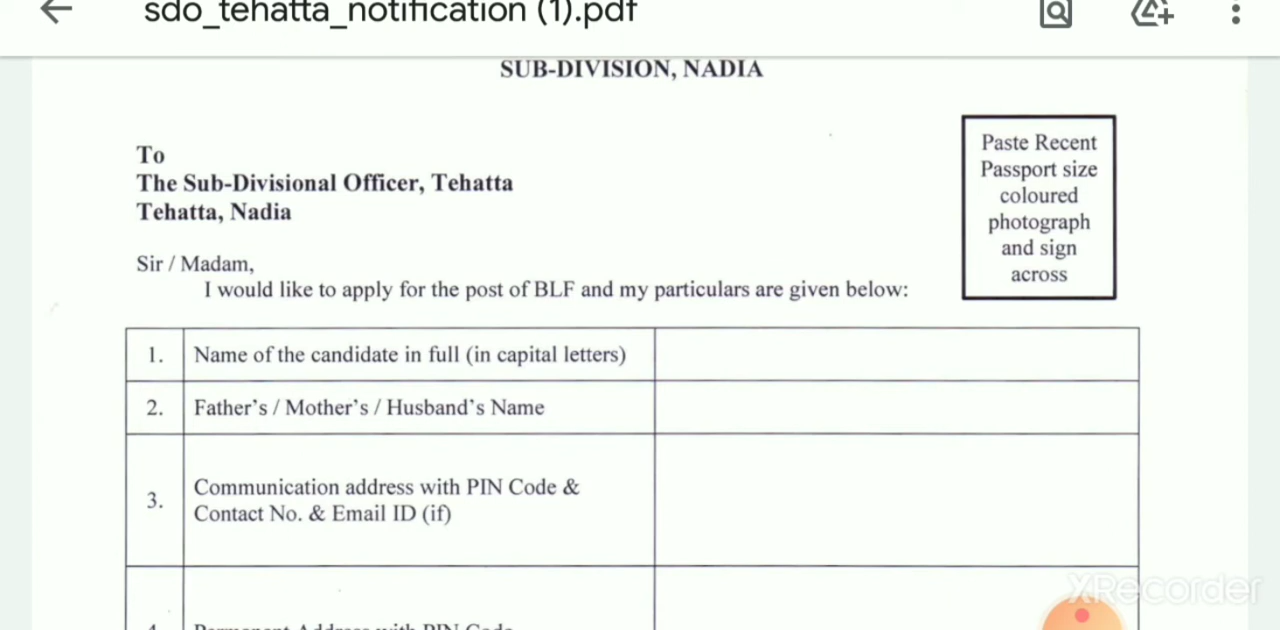 sdo_tehatta_notification (1).pdf
SUB-DIVISION, NADIA
Paste Recent
Passport size
coloured
photograph
and sign
across
To
The Sub-Divisional Officer, Tehatta
Tehatta, Nadia
Sir / Madam,
I would like to apply for the post of BLF and my particulars are given below:
1. Name of the candidate in full (in capital letters)
2. Father's / Mother's / Husband's Name
3. Communication address with PIN Code &
Contact No. & Email ID (if)
4. Permanent Address with PIN Code
XRecorder